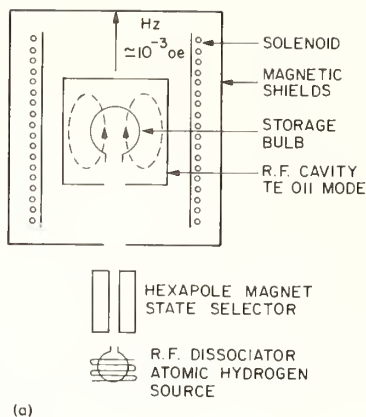 Hz
≃10⁻³oe
SOLENOID
MAGNETIC
SHIELDS
STORAGE
BULB
R.F. CAVITY
TE 011 MODE
HEXAPOLE MAGNET
STATE SELECTOR
R.F. DISSOCIATOR
ATOMIC HYDROGEN
SOURCE
(a)